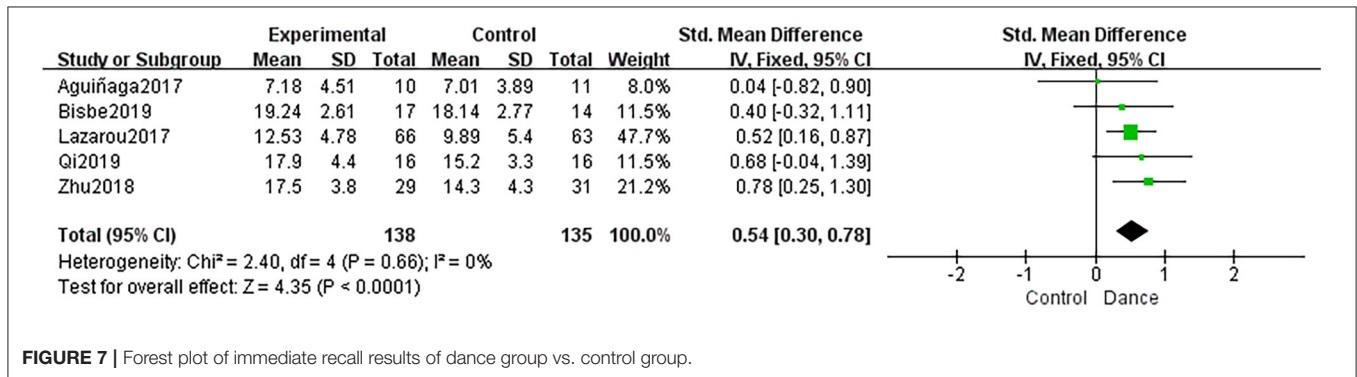 Experimental Control Std. Mean Difference Std. Mean Difference
Study or Subgroup Mean SD Total Mean SD Total Weight IV, Fixed, 95% CI IV, Fixed, 95% CI
Aguiñaga2017 7.18 4.51 10 7.01 3.89 11 8.0% 0.04 [-0.82, 0.90]
Bisbe2019 19.24 2.61 17 18.14 2.77 14 11.5% 0.40 [-0.32, 1.11]
Lazarou2017 12.53 4.78 66 9.89 5.4 63 47.7% 0.52 [0.16, 0.87]
Qi2019 17.9 4.4 16 15.2 3.3 16 11.5% 0.68 [-0.04, 1.39]
Zhu2018 17.5 3.8 29 14.3 4.3 31 21.2% 0.78 [0.25, 1.30]
Total (95% CI) 138 135 100.0% 0.54 [0.30, 0.78]
Heterogeneity: Chi² = 2.40, df = 4 (P = 0.66); I² = 0%
Test for overall effect: Z = 4.35 (P < 0.0001)
-2 -1 0 1 2
Control Dance
FIGURE 7 | Forest plot of immediate recall results of dance group vs. control group.